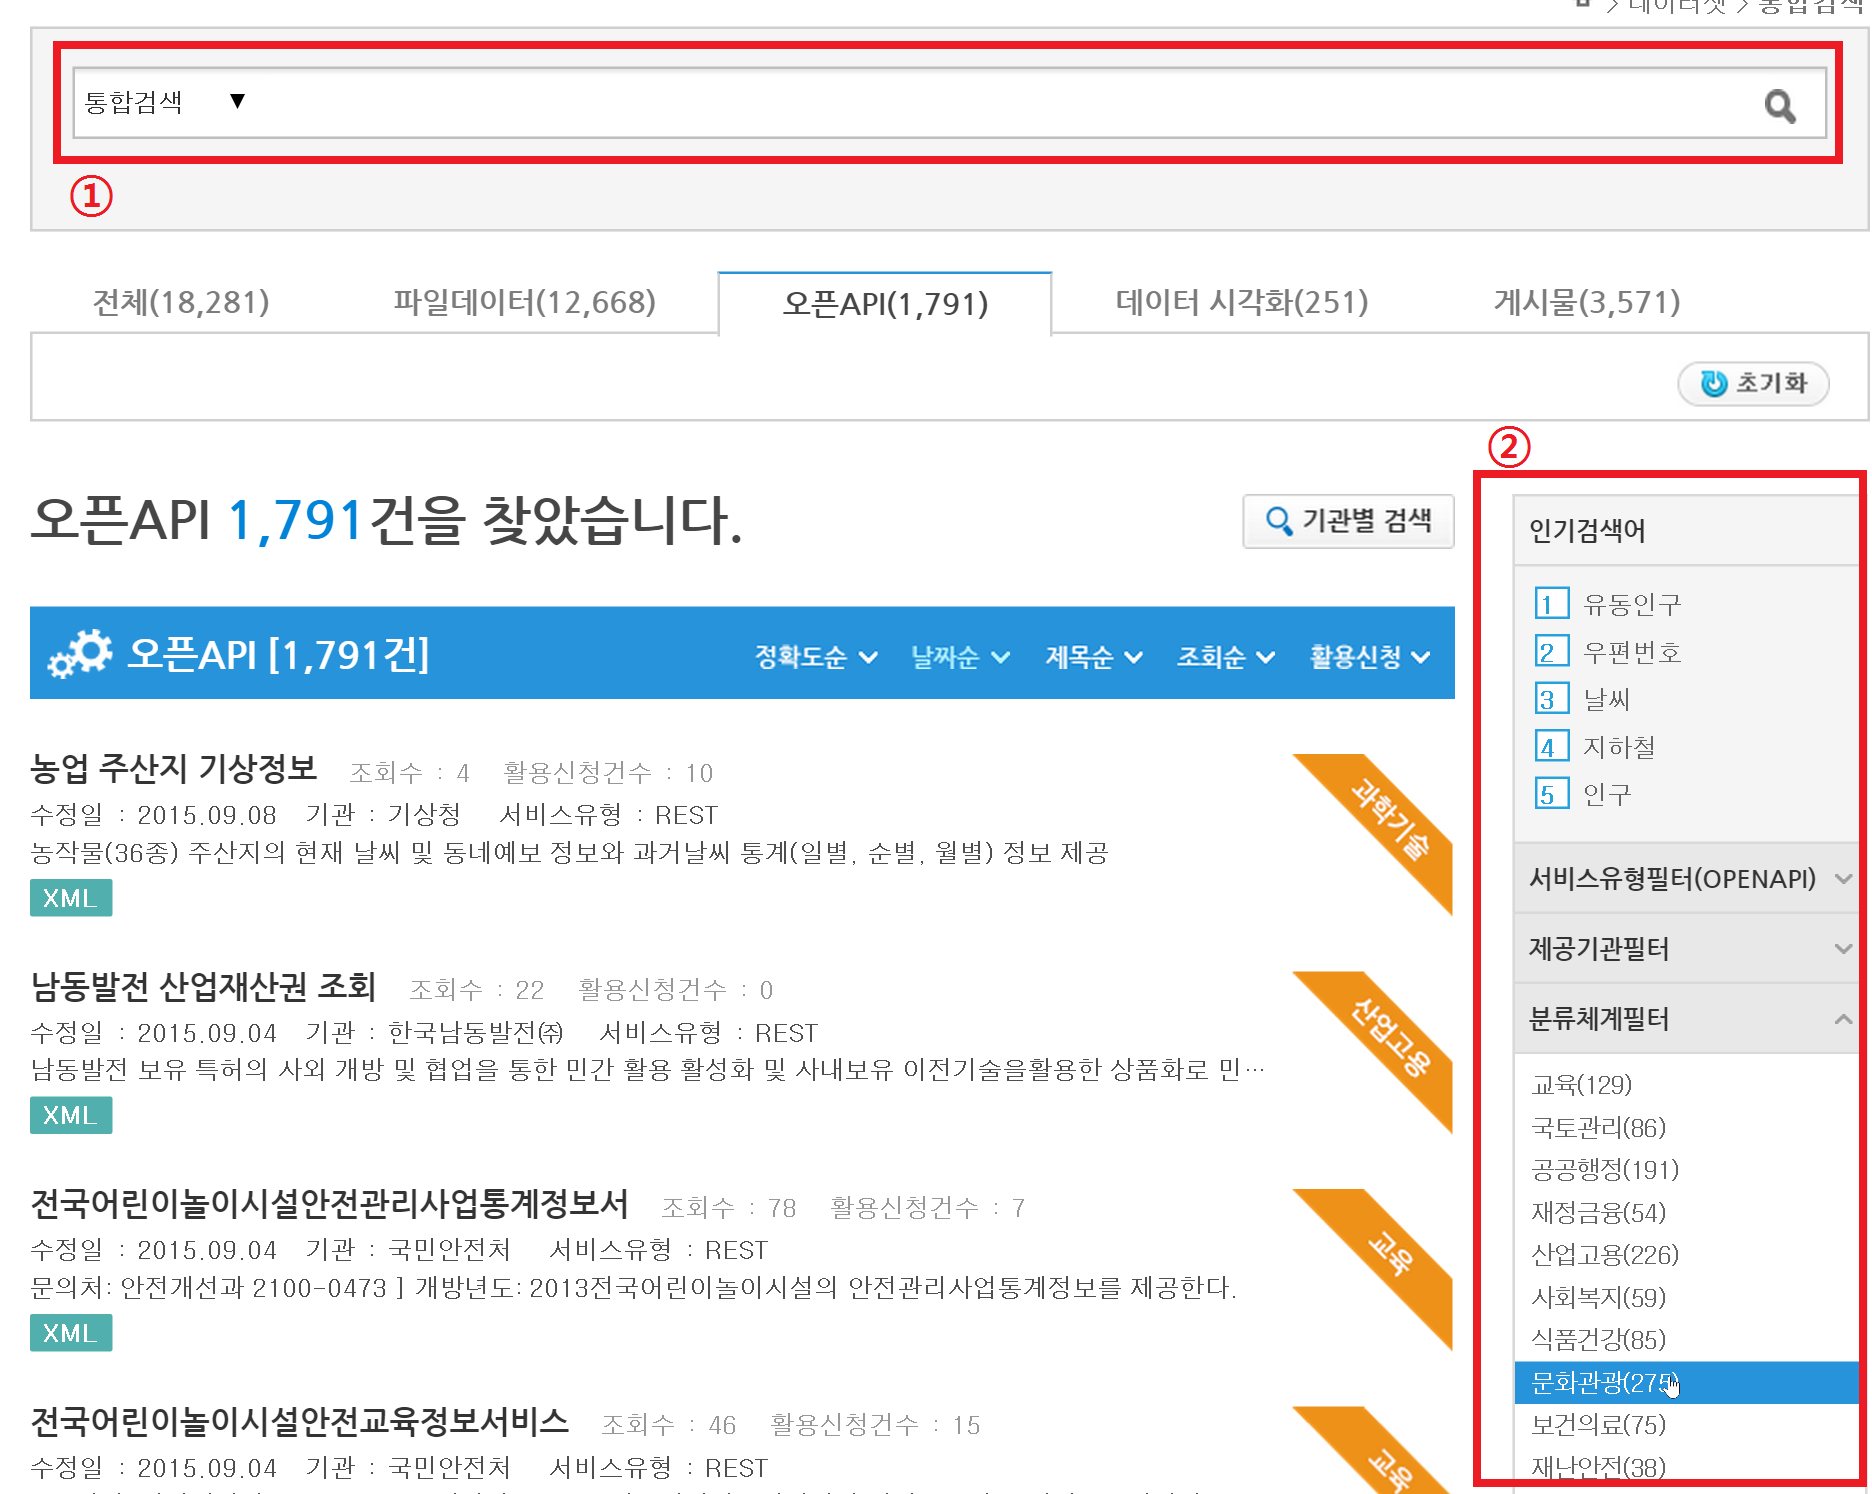 > 데이터셋 > 통합검색
통합검색 ▼
①
전체(18,281) 파일데이터(12,668) 오픈API(1,791) 데이터 시각화(251) 게시물(3,571)
초기화
②
오픈API 1,791건을 찾았습니다.
기관별 검색
오픈API [1,791건] 정확도순 날짜순 제목순 조회순 활용신청
농업 주산지 기상정보 조회수 : 4 활용신청건수 : 10
수정일 : 2015.09.08 기관 : 기상청 서비스유형 : REST
농작물(36종) 주산지의 현재 날씨 및 동네예보 정보와 과거날씨 통계(일별, 순별, 월별) 정보 제공
XML
과학기술
남동발전 산업재산권 조회 조회수 : 22 활용신청건수 : 0
수정일 : 2015.09.04 기관 : 한국남동발전㈜ 서비스유형 : REST
남동발전 보유 특허의 사외 개방 및 협업을 통한 민간 활용 활성화 및 사내보유 이전기술을활용한 상품화로 민…
XML
산업고용
전국어린이놀이시설안전관리사업통계정보서 조회수 : 78 활용신청건수 : 7
수정일 : 2015.09.04 기관 : 국민안전처 서비스유형 : REST
문의처: 안전개선과 2100-0473 ] 개방년도: 2013전국어린이놀이시설의 안전관리사업통계정보를 제공한다.
XML
교육
전국어린이놀이시설안전교육정보서비스 조회수 : 46 활용신청건수 : 15
수정일 : 2015.09.04 기관 : 국민안전처 서비스유형 : REST
교육
인기검색어
1 유동인구
2 우편번호
3 날씨
4 지하철
5 인구
서비스유형필터(OPENAPI)
제공기관필터
분류체계필터
교육(129)
국토관리(86)
공공행정(191)
재정금융(54)
산업고용(226)
사회복지(59)
식품건강(85)
문화관광(275)
보건의료(75)
재난안전(38)